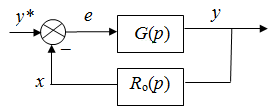 y* e G(p) y
−
x R₀(p)